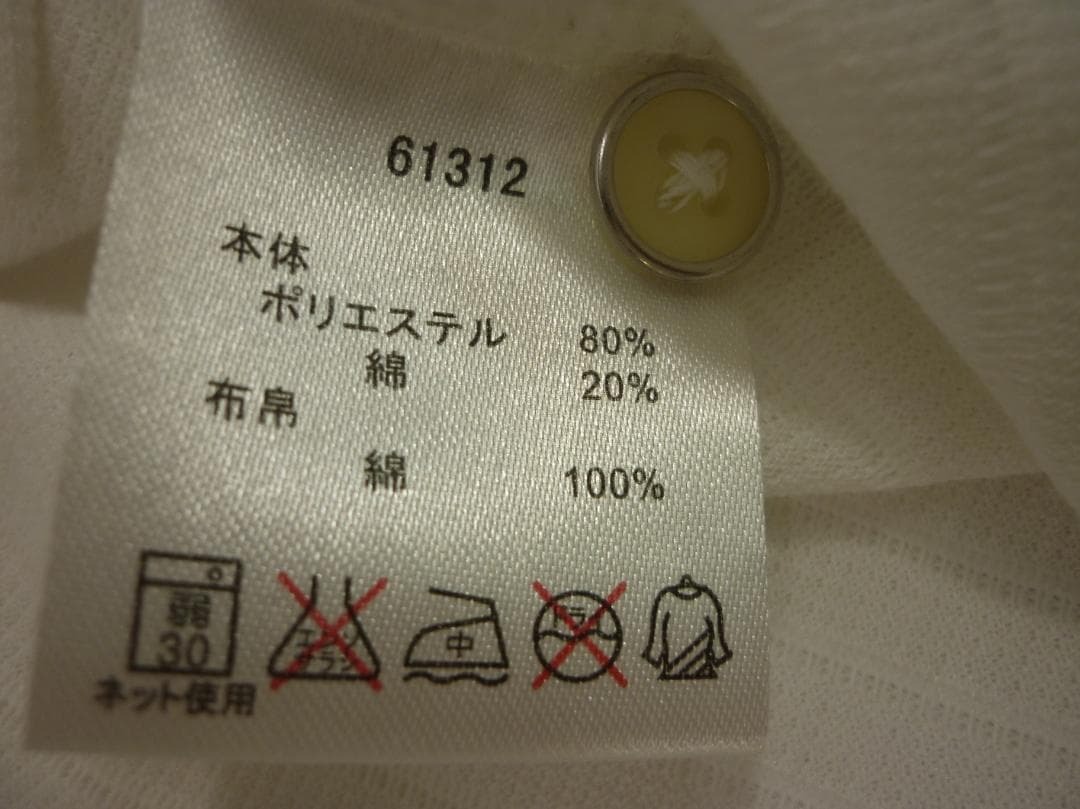 61312
本体
ポリエステル 80%
綿 20%
布帛
綿 100%
弱
30
エンソ
サラシ
中
ドライ
ネット使用